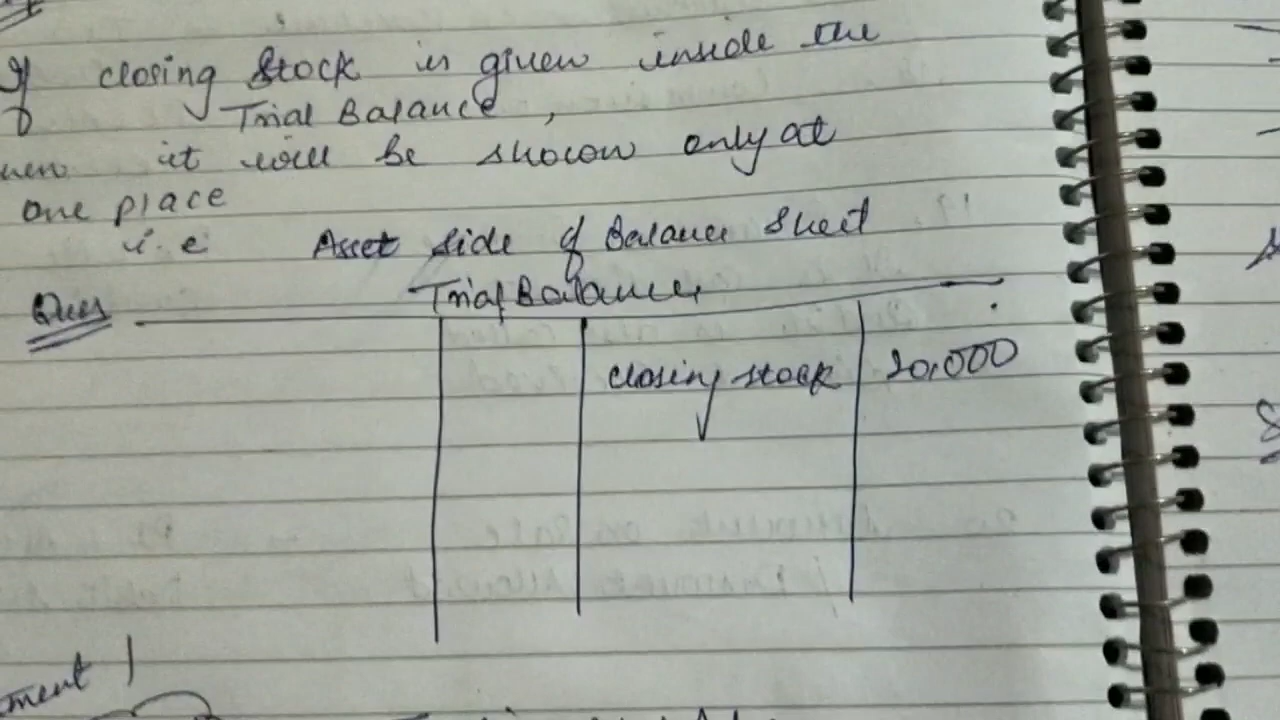 If closing Stock is given inside the
Trial Balance,
it will be shown only at
one place
i.e Asset side of Balance Sheet
Ques Trial Balance
closing stock 20,000